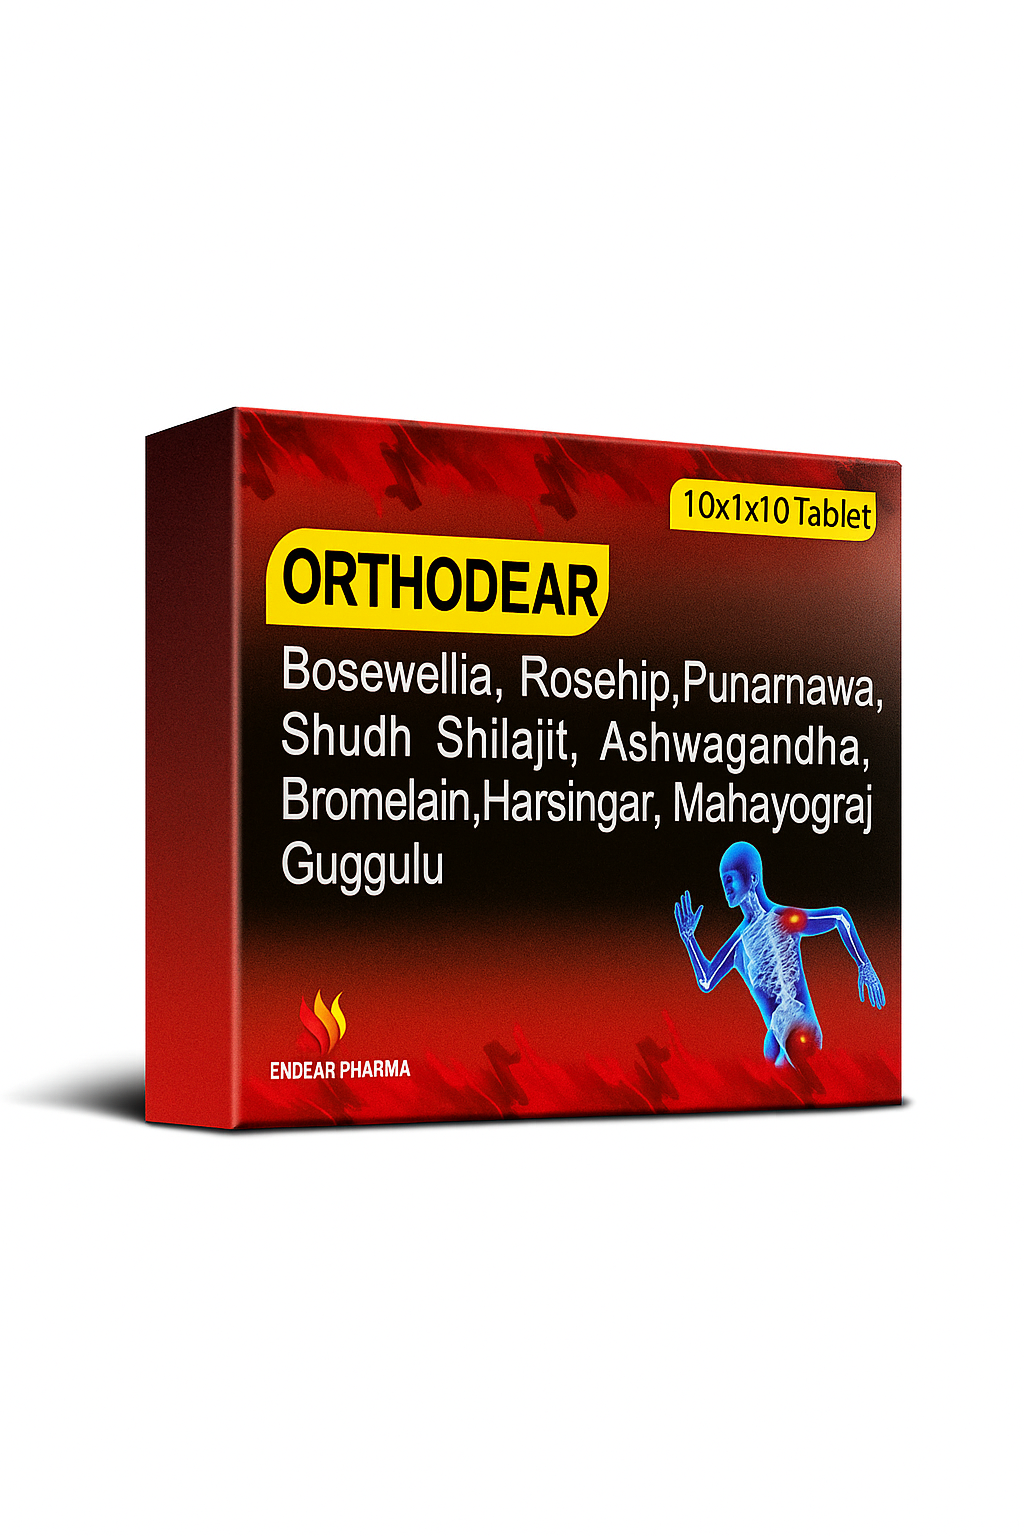 10x1x10 Tablet
ORTHODEAR
Bosewellia, Rosehip,Punarnawa,
Shudh Shilajit, Ashwagandha,
Bromelain,Harsingar, Mahayograj
Guggulu
ENDEAR PHARMA